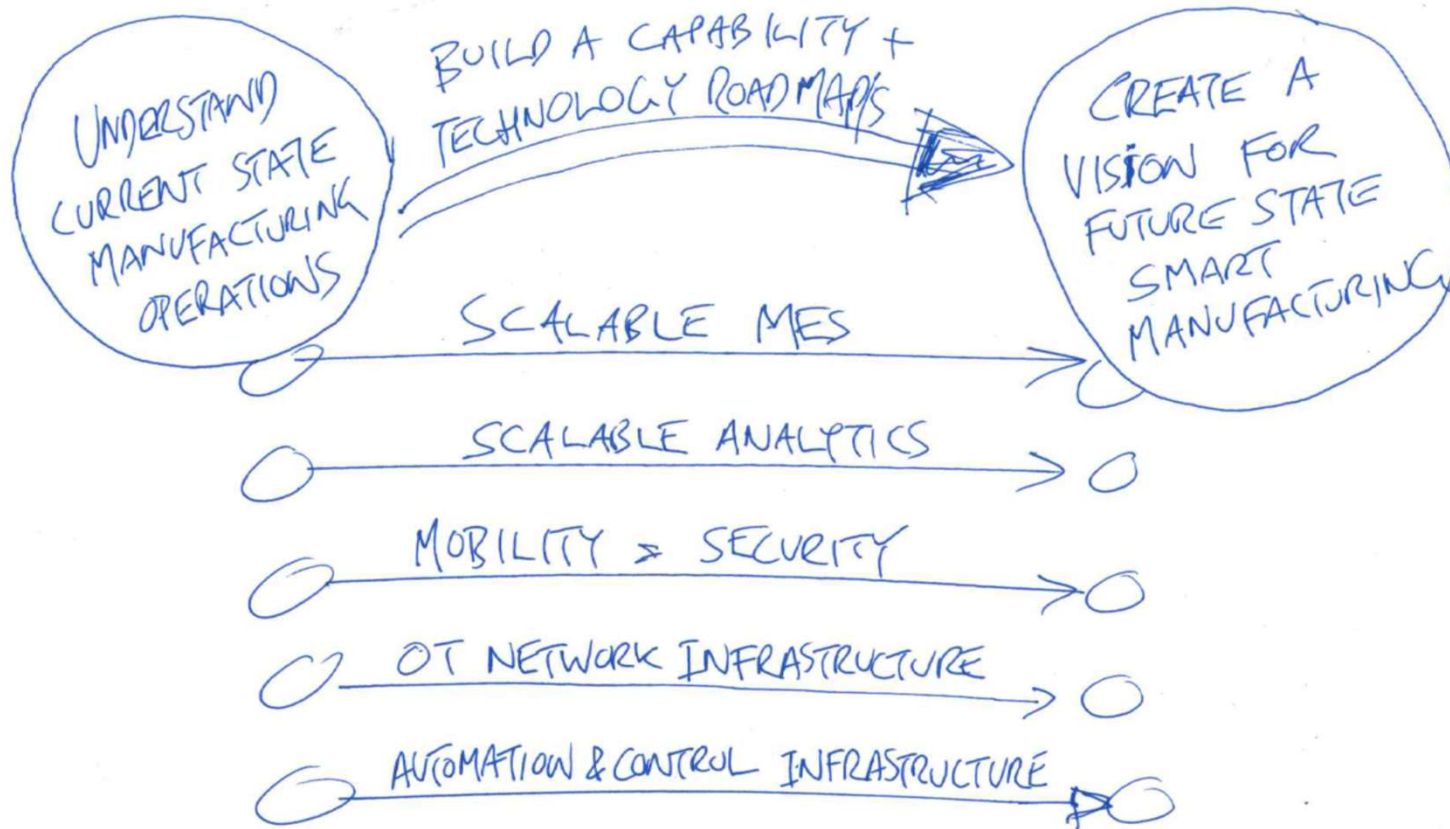 UNDERSTAND
CURRENT STATE
MANUFACTURING
OPERATIONS
BUILD A CAPABILITY +
TECHNOLOGY ROADMAPS
CREATE A
VISION FOR
FUTURE STATE
SMART
MANUFACTURING
SCALABLE MES
SCALABLE ANALYTICS
MOBILITY > SECURITY
OT NETWORK INFRASTRUCTURE
AUTOMATION & CONTROL INFRASTRUCTURE